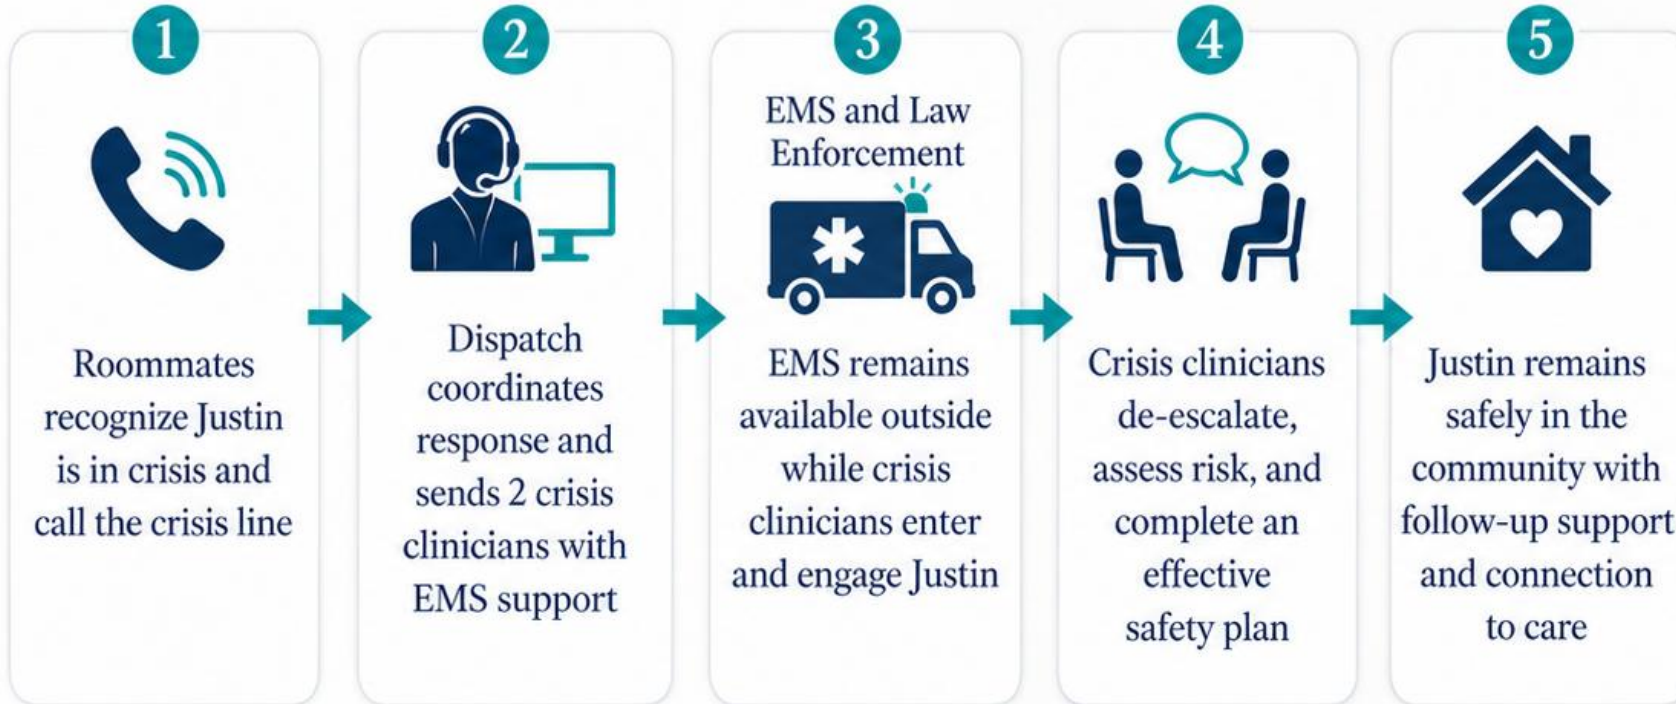 1
Roommates
recognize Justin
is in crisis and
call the crisis line
2
Dispatch
coordinates
response and
sends 2 crisis
clinicians with
EMS support
3
EMS and Law
Enforcement
EMS remains
available outside
while crisis
clinicians enter
and engage Justin
4
Crisis clinicians
de-escalate,
assess risk, and
complete an
effective
safety plan
5
Justin remains
safely in the
community with
follow-up support
and connection
to care